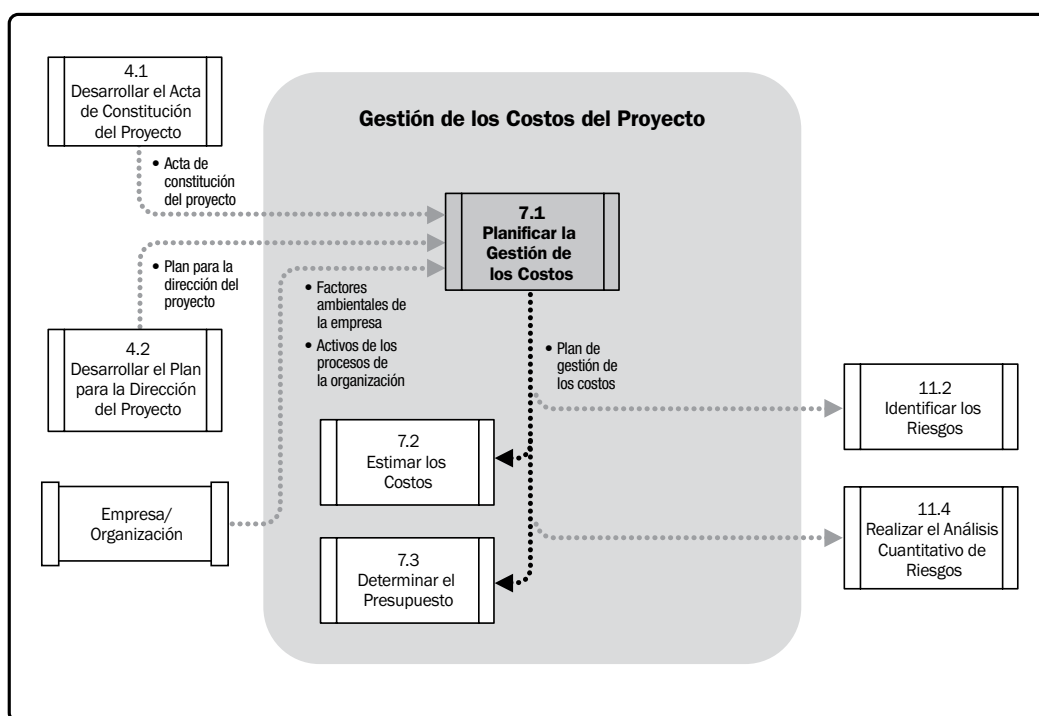 4.1
Desarrollar el Acta
de Constitución
del Proyecto
Gestión de los Costos del Proyecto
• Acta de
constitución
del proyecto
7.1
Planificar la
Gestión de
los Costos
• Plan para la
dirección del
proyecto
• Factores
ambientales de
la empresa
• Activos de los
procesos de
la organización
4.2
Desarrollar el Plan
para la Dirección
del Proyecto
• Plan de
gestión de
los costos
11.2
Identificar los
Riesgos
7.2
Estimar los
Costos
Empresa/
Organización
11.4
Realizar el Análisis
Cuantitativo de
Riesgos
7.3
Determinar el
Presupuesto